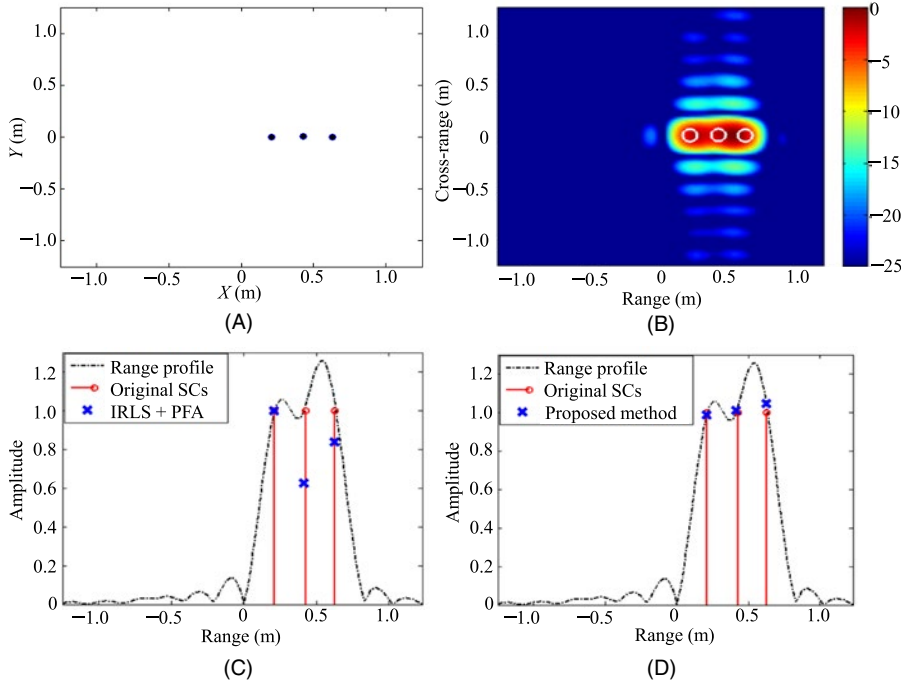 1.0
0.5
0
−0.5
−1.0
Y (m)
−1.0
−0.5
0
0.5
1.0
X (m)
(A)
1.0
0.5
0
−0.5
−1.0
Cross-range (m)
−1.0
−0.5
0
0.5
1.0
Range (m)
0
−5
−10
−15
−20
−25
(B)
Range profile
Original SCs
IRLS + PFA
1.2
1.0
0.8
0.6
0.4
0.2
0
Amplitude
−1.0
−0.5
0
0.5
1.0
Range (m)
(C)
Range profile
Original SCs
Proposed method
1.2
1.0
0.8
0.6
0.4
0.2
0
Amplitude
−1.0
−0.5
0
0.5
1.0
Range (m)
(D)